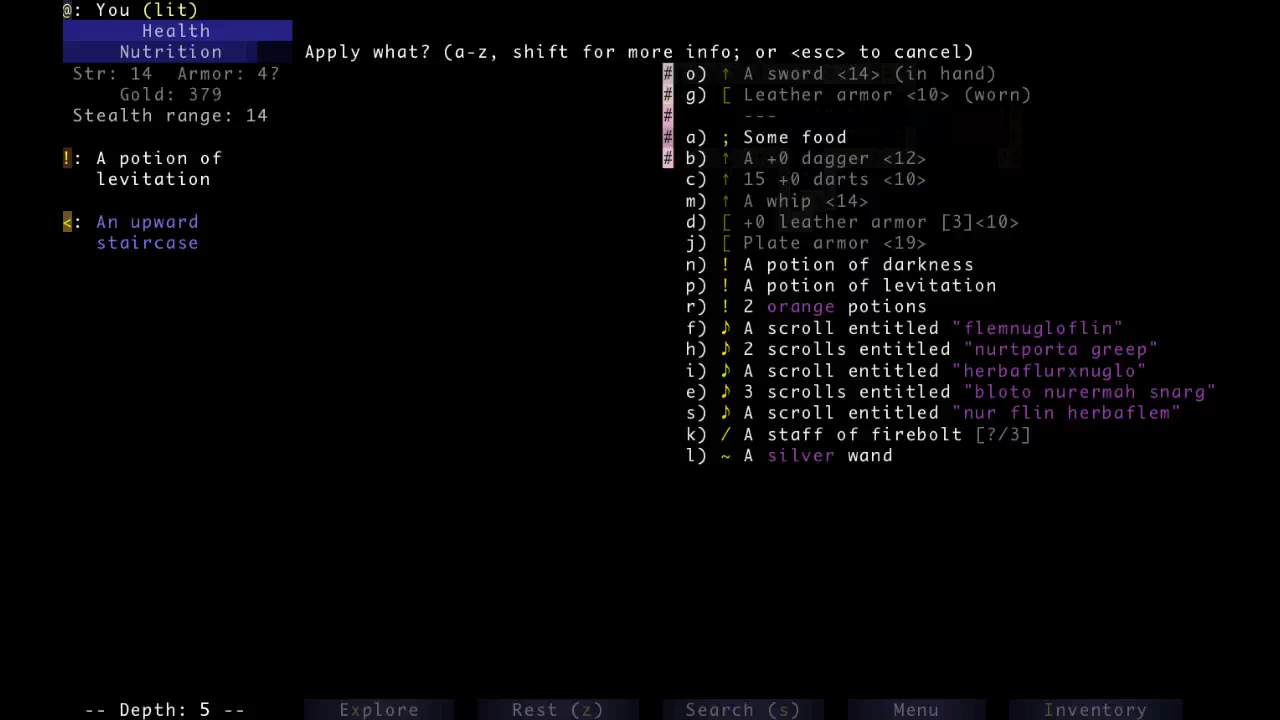 @: You (lit)
Health
Nutrition
Str: 14 Armor: 4?
Gold: 379
Stealth range: 14
!: A potion of
levitation
<: An upward
staircase
Apply what? (a-z, shift for more info; or <esc> to cancel)
# o) ↑ A sword <14> (in hand)
# g) [ Leather armor <10> (worn)
# ---
# a) ; Some food
# b) ↑ A +0 dagger <12>
c) ↑ 15 +0 darts <10>
m) ↑ A whip <14>
d) [ +0 leather armor [3]<10>
j) [ Plate armor <19>
n) ! A potion of darkness
p) ! A potion of levitation
r) ! 2 orange potions
f) ♪ A scroll entitled "flemnugloflin"
h) ♪ 2 scrolls entitled "nurtporta greep"
i) ♪ A scroll entitled "herbaflurxnuglo"
e) ♪ 3 scrolls entitled "bloto nurermah snarg"
s) ♪ A scroll entitled "nur flin herbaflem"
k) / A staff of firebolt [?/3]
l) ~ A silver wand
-- Depth: 5 -- Explore Rest (z) Search (s) Menu Inventory